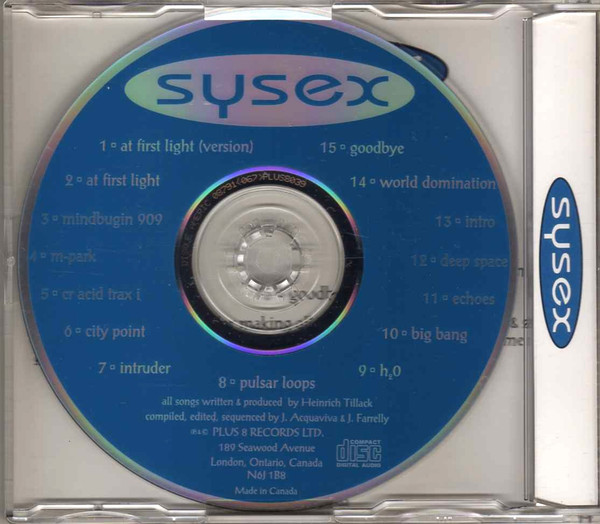 sysex
1 ▫ at first light (version)
2 ▫ at first light
3 ▫ mindbugin 909
4 ▫ m-park
5 ▫ cr acid trax i
6 ▫ city point
7 ▫ intruder
8 ▫ pulsar loops
9 ▫ h₂0
10 ▫ big bang
11 ▫ echoes
12 ▫ deep space
13 ▫ intro
14 ▫ world domination
15 ▫ goodbye
PLUS8039
goodb
making
all songs written & produced by Heinrich Tillack
compiled, edited, sequenced by J. Acquaviva & J. Farrelly
℗&© PLUS 8 RECORDS LTD.
189 Seawood Avenue
London, Ontario, Canada
N6J 1B8
Made in Canada
COMPACT
disc
DIGITAL AUDIO
sysex